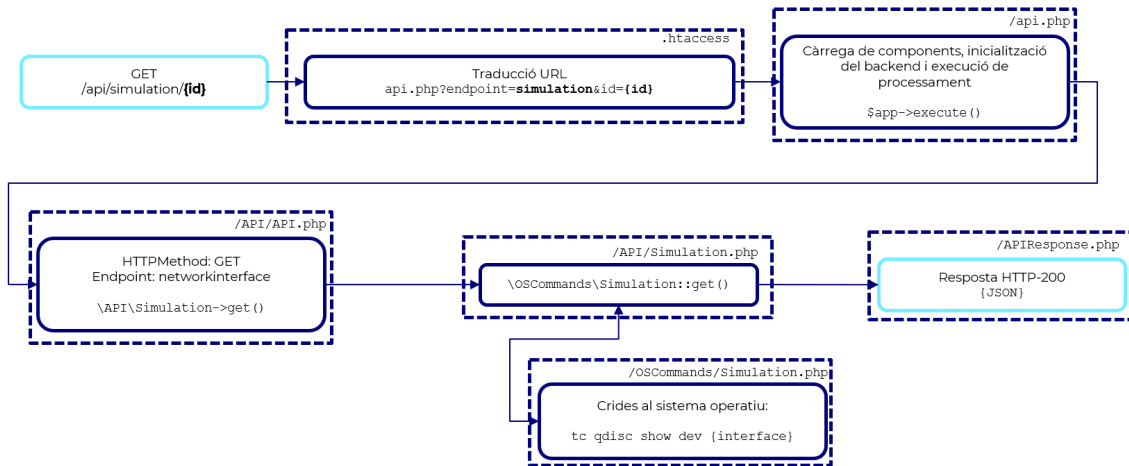 /api.php
.htaccess
GET
/api/simulation/{id}
Traducció URL
api.php?endpoint=simulation&id={id}
Càrrega de components, inicialització
del backend i execució de
processament
$app->execute()
/API/API.php
HTTPMethod: GET
Endpoint: networkinterface
\API\Simulation->get()
/API/Simulation.php
\OSCommands\Simulation::get()
/APIResponse.php
Resposta HTTP-200
{JSON}
/OSCommands/Simulation.php
Crides al sistema operatiu:
tc qdisc show dev {interface}